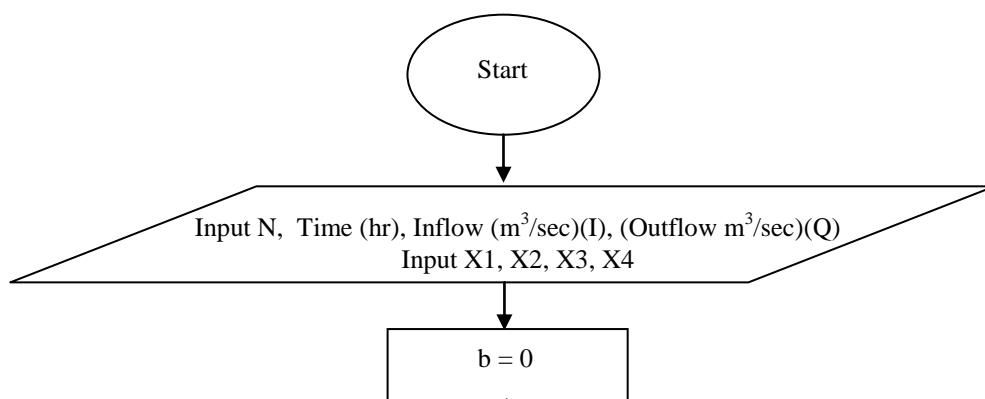 Start
Input N, Time (hr), Inflow (m³/sec)(I), (Outflow m³/sec)(Q)
Input X1, X2, X3, X4
b = 0